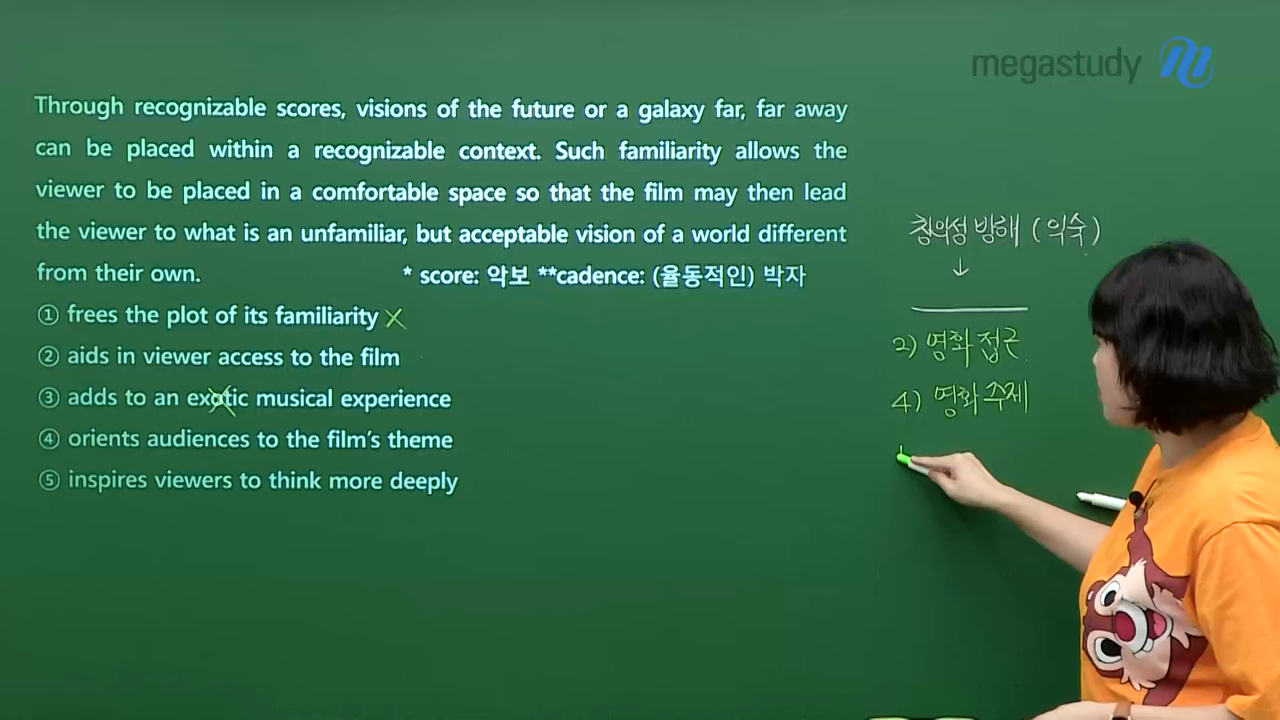 megastudy
Through recognizable scores, visions of the future or a galaxy far, far away
can be placed within a recognizable context. Such familiarity allows the
viewer to be placed in a comfortable space so that the film may then lead
the viewer to what is an unfamiliar, but acceptable vision of a world different
from their own. * score: 악보 **cadence: (율동적인) 박자
① frees the plot of its familiarity X
② aids in viewer access to the film
③ adds to an exotic musical experience
④ orients audiences to the film's theme
⑤ inspires viewers to think more deeply
창의성 방해 (익숙)
↓
2) 영화 접근
4) 영화 주제